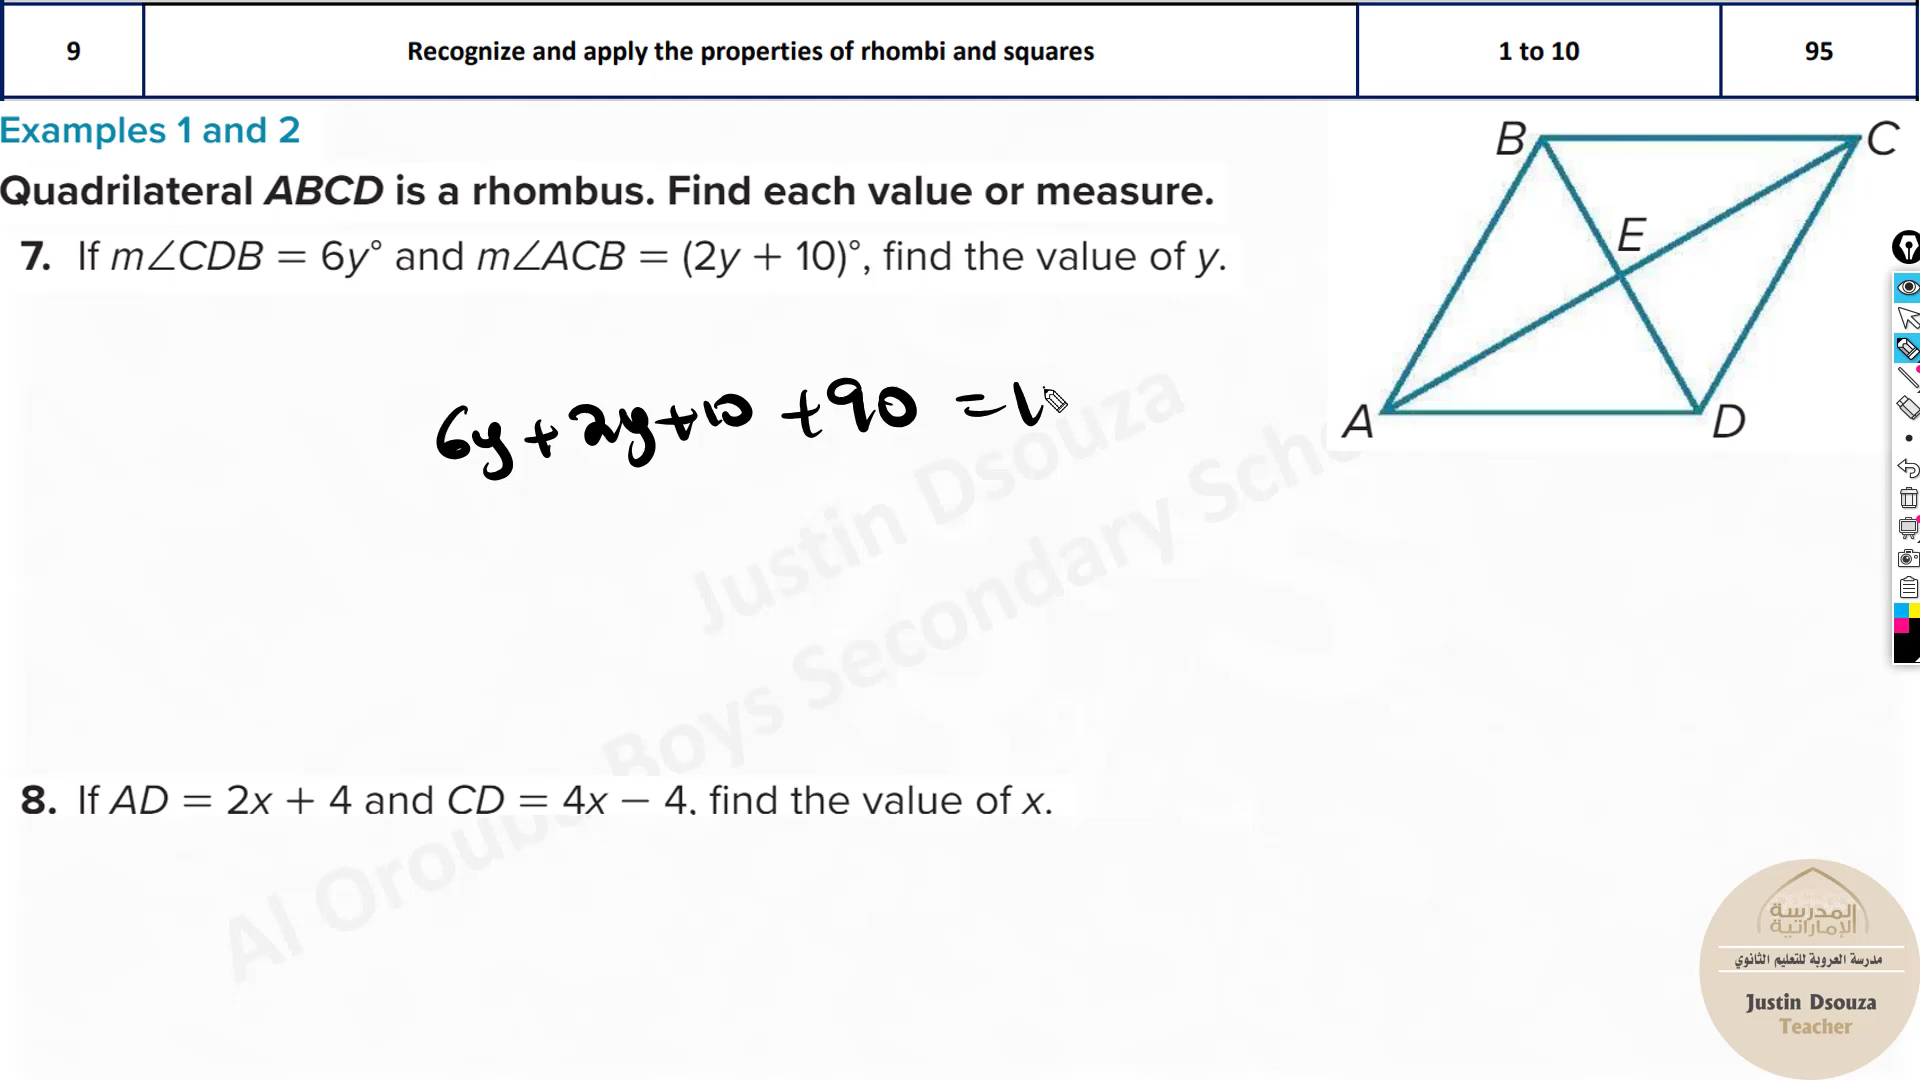 9 Recognize and apply the properties of rhombi and squares 1 to 10 95
Examples 1 and 2
Quadrilateral ABCD is a rhombus. Find each value or measure.
7. If m∠CDB = 6y° and m∠ACB = (2y + 10)°, find the value of y.
B
C
E
A
D
6y+2y+10 +90 =1
8. If AD = 2x + 4 and CD = 4x − 4, find the value of x.
Justin Dsouza
Al Orouba Boys Secondary Scho
المدرسة
الإماراتية
مدرسة العروبة للتعليم الثانوي
Justin Dsouza
Teacher